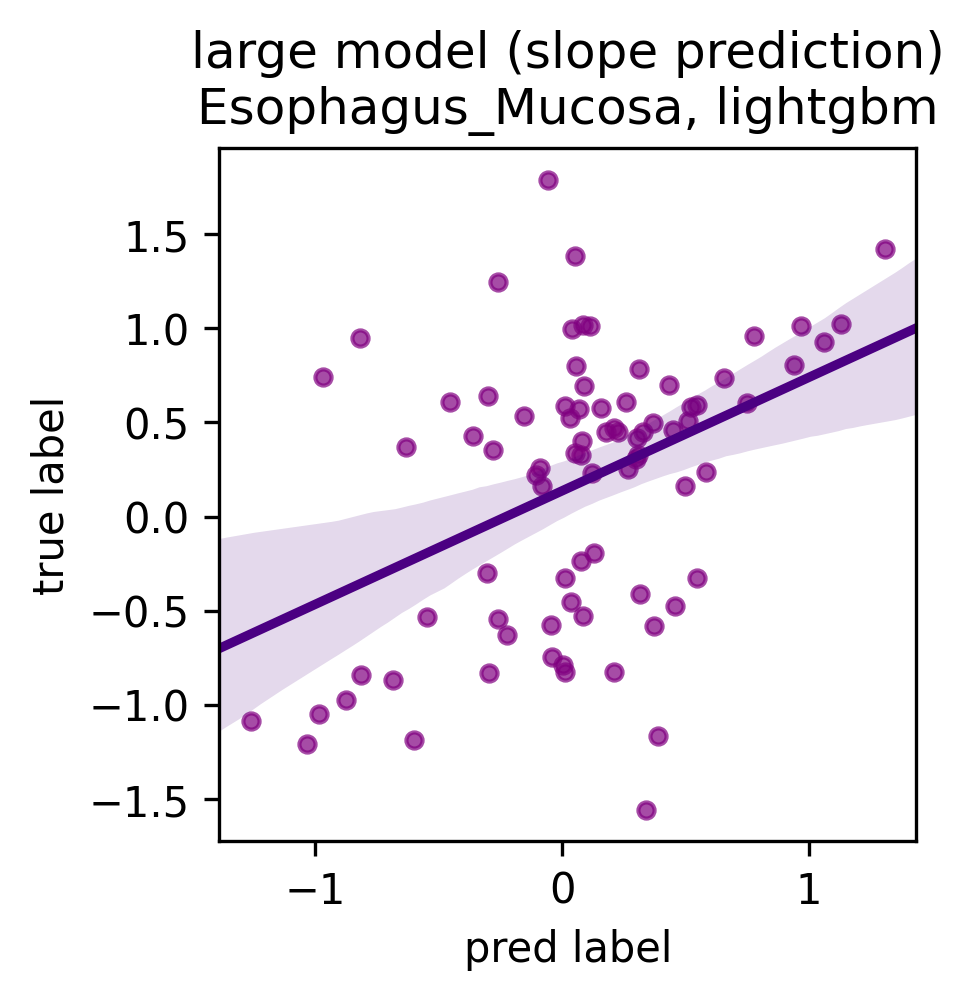 large model (slope prediction)
Esophagus_Mucosa, lightgbm
1.5
1.0
0.5
0.0
−0.5
−1.0
−1.5
true label
−1
0
1
pred label